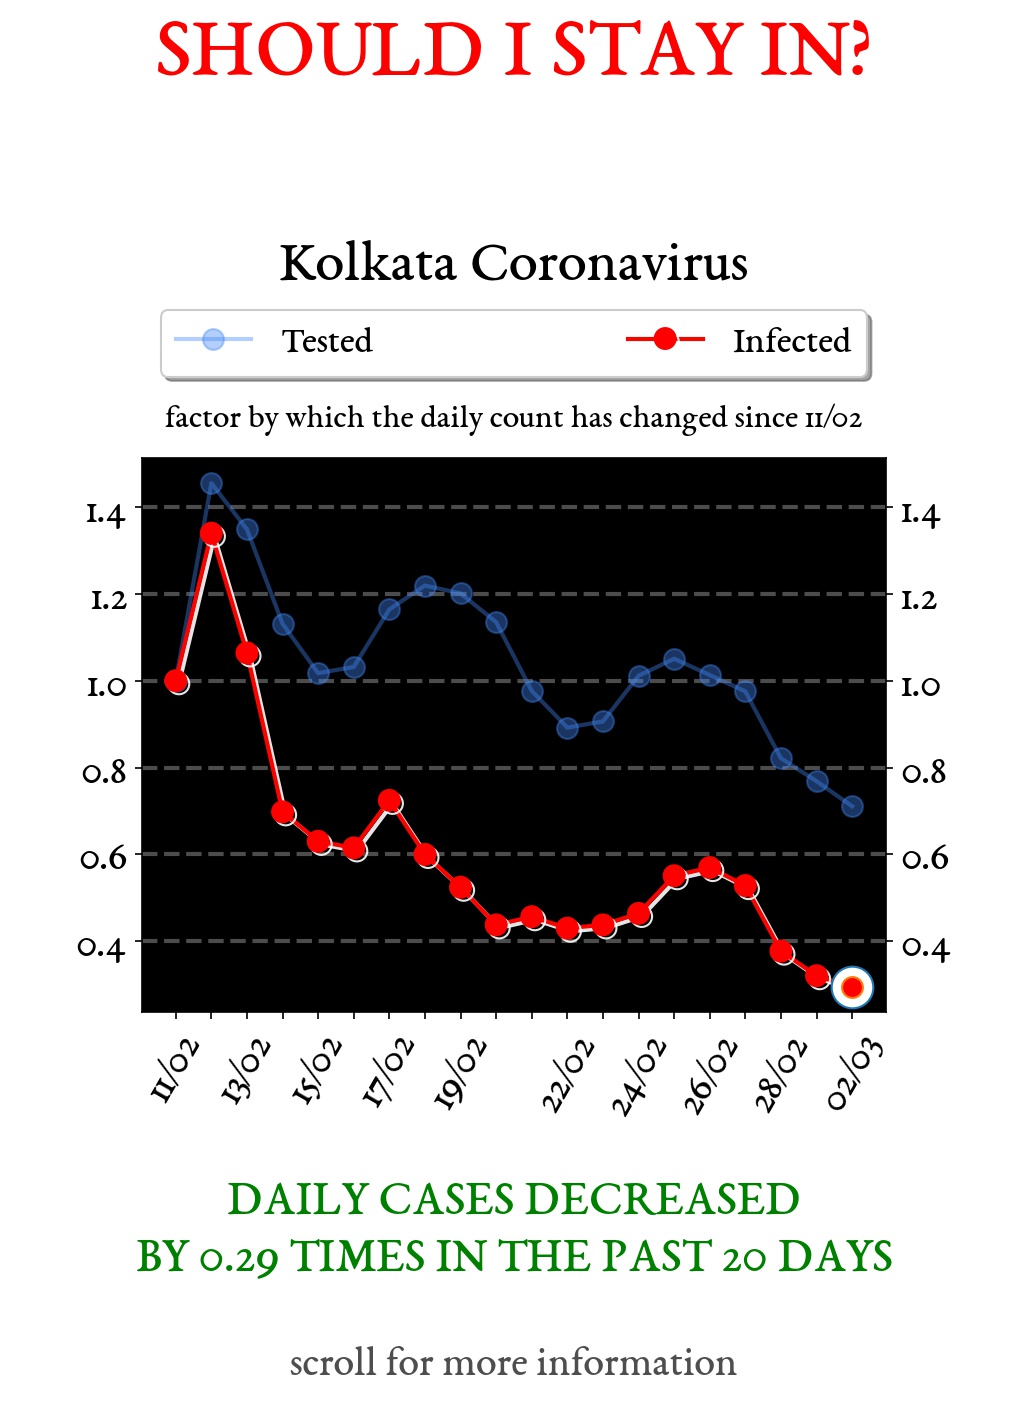 SHOULD I STAY IN?
Kolkata Coronavirus
Tested Infected
factor by which the daily count has changed since 11/02
1.4 1.4
1.2 1.2
1.0 1.0
0.8 0.8
0.6 0.6
0.4 0.4
11/02 13/02 15/02 17/02 19/02 22/02 24/02 26/02 28/02 02/03
DAILY CASES DECREASED
BY 0.29 TIMES IN THE PAST 20 DAYS
scroll for more information